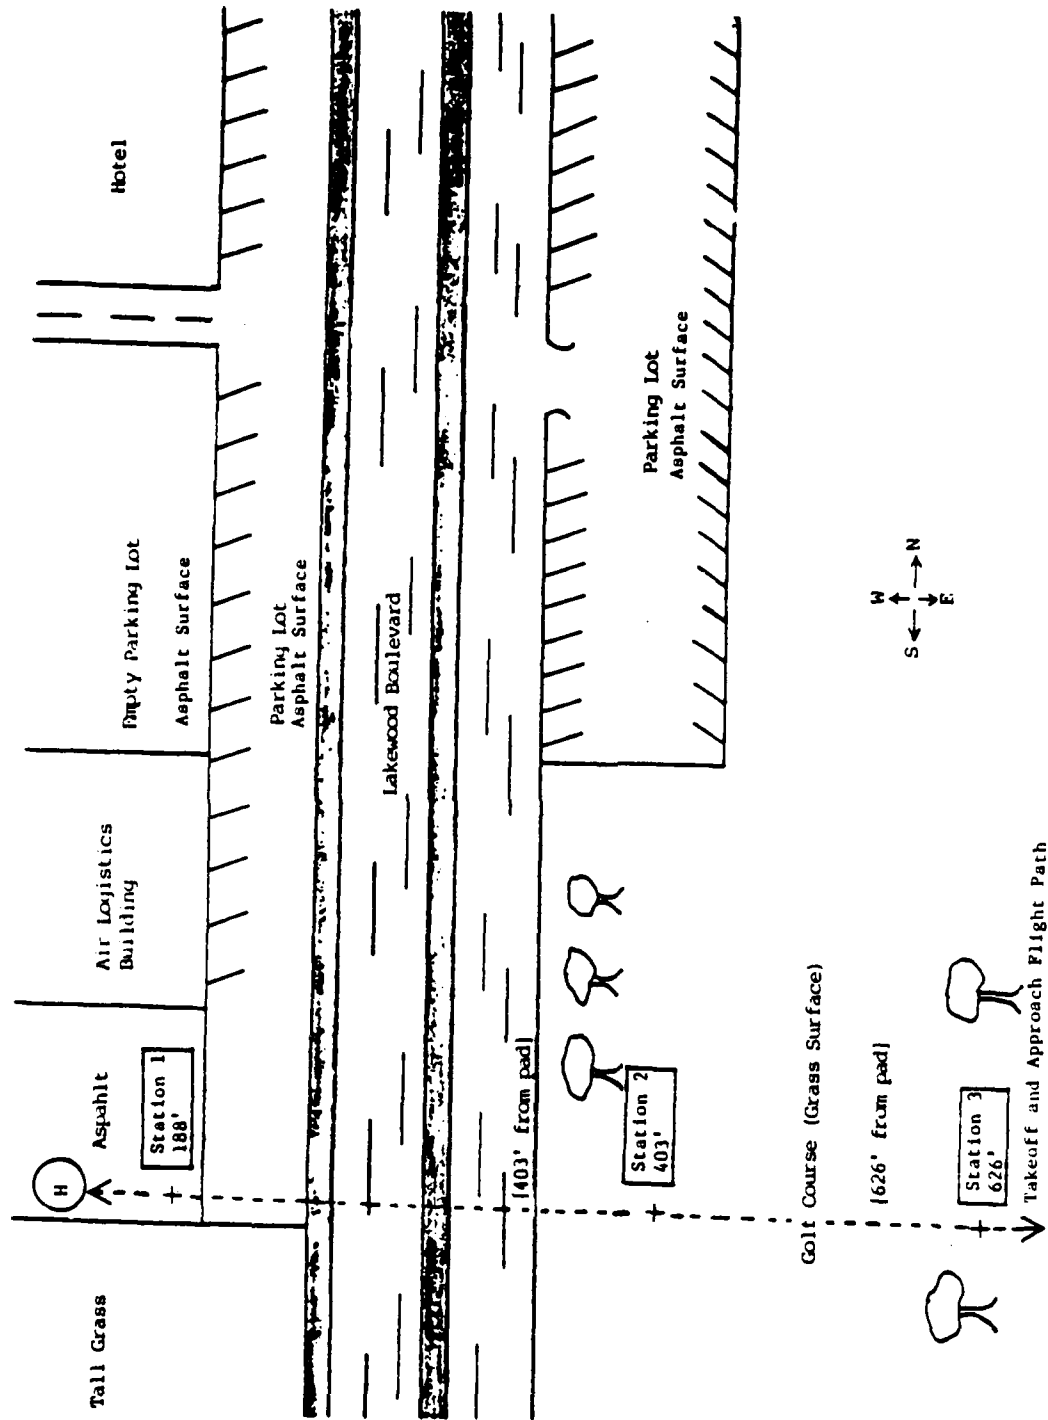 Tall Grass
H
Aspahlt
Station 1
188'
Air Logistics
Building
Empty Parking Lot
Asphalt Surface
Hotel
Parking Lot
Asphalt Surface
Lakewood Boulevard
[403' from pad]
Station 2
403'
Parking Lot
Asphalt Surface
Golf Course (Grass Surface)
[626' from pad]
Station 3
626'
W
S
N
E
Takeoff and Approach Flight Path